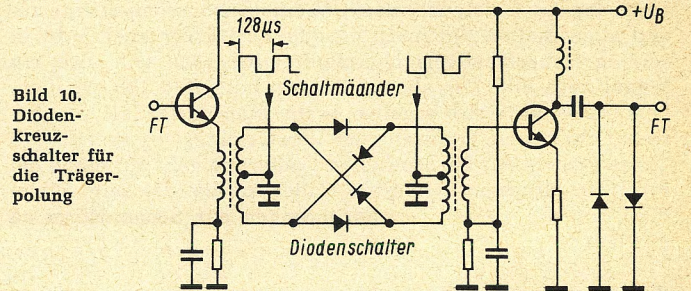 Bild 10.
Dioden-
kreuz-
schalter für
die Träger-
polung
128µs
Schaltmäander
+UB
FT
FT
Diodenschalter